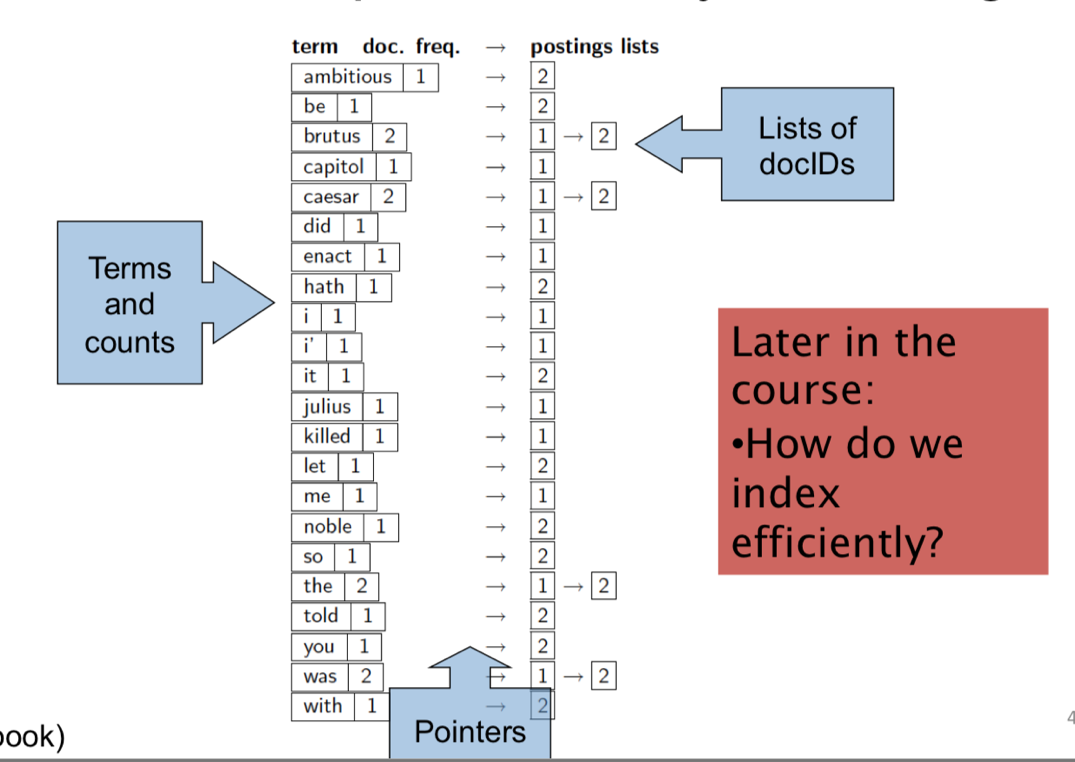 term doc. freq. → postings lists
ambitious 1 → 2
be 1 → 2
brutus 2 → 1 → 2
capitol 1 → 1
caesar 2 → 1 → 2
did 1 → 1
enact 1 → 1
hath 1 → 2
i 1 → 1
i' 1 → 1
it 1 → 2
julius 1 → 1
killed 1 → 1
let 1 → 2
me 1 → 1
noble 1 → 2
so 1 → 2
the 2 → 1 → 2
told 1 → 2
you 1 → 2
was 2 → 1 → 2
with 1 → 2
Terms
and
counts
Lists of
docIDs
Later in the
course:
•How do we
index
efficiently?
Pointers
book)
4